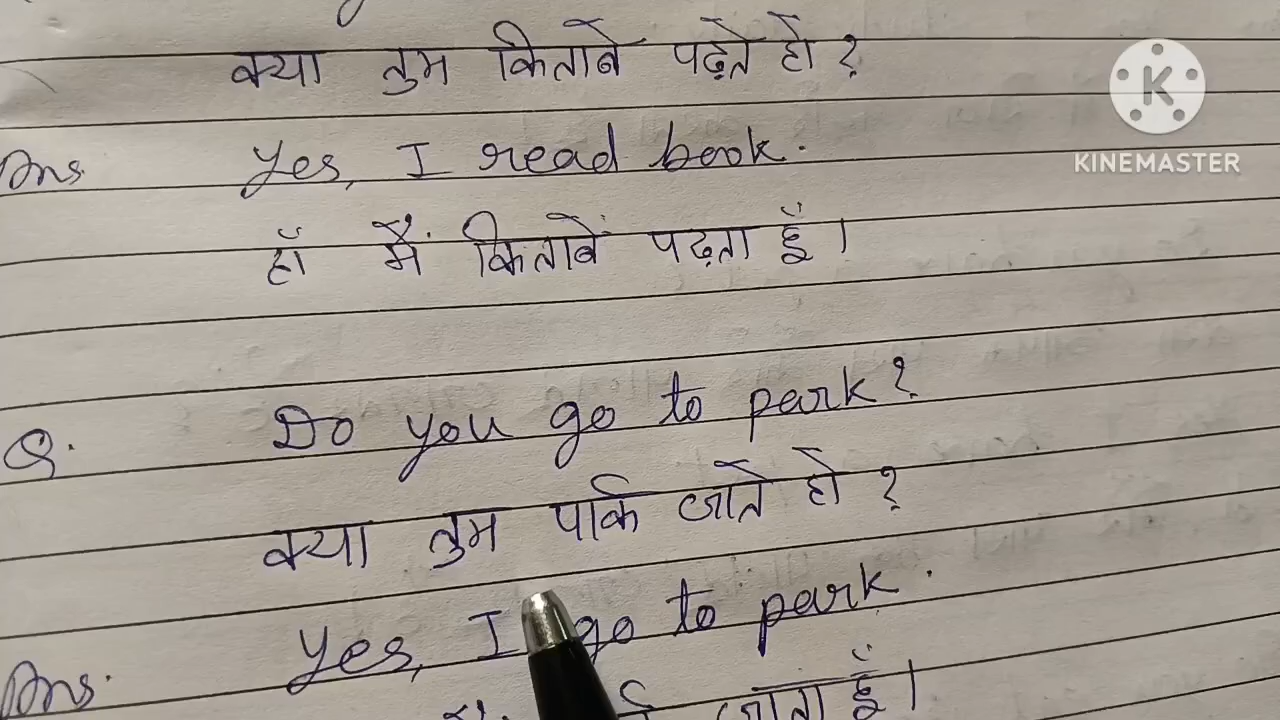 क्या तुम किताबे पढ़ते हो ?
KINEMASTER
Ans. Yes, I read book.
हाँ मैं किताबें पढ़ता हूँ।
Q. Do you go to park?
क्या तुम पार्क जाते हो ?
Ans. Yes, I go to park.
जाता हूँ।